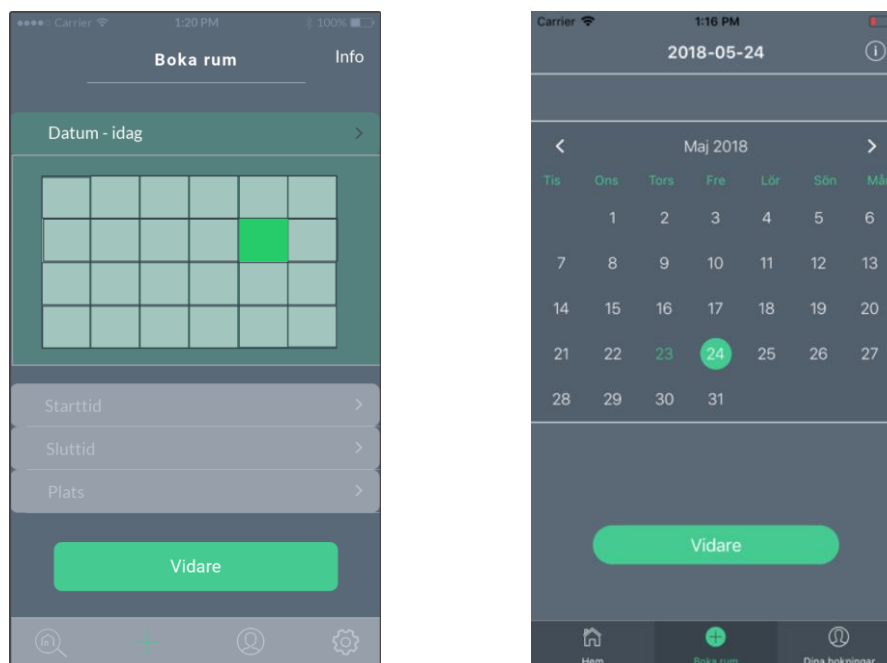 Carrier 1:20 PM 100%
Boka rum
Info
Datum - idag
Starttid
Sluttid
Plats
Vidare
Carrier 1:16 PM
2018-05-24
Maj 2018
Tis Ons Tors Fre Lör Sön Mån
1 2 3 4 5 6
7 8 9 10 11 12 13
14 15 16 17 18 19 20
21 22 23 24 25 26 27
28 29 30 31
Vidare
Hem Boka rum Dina bokningar